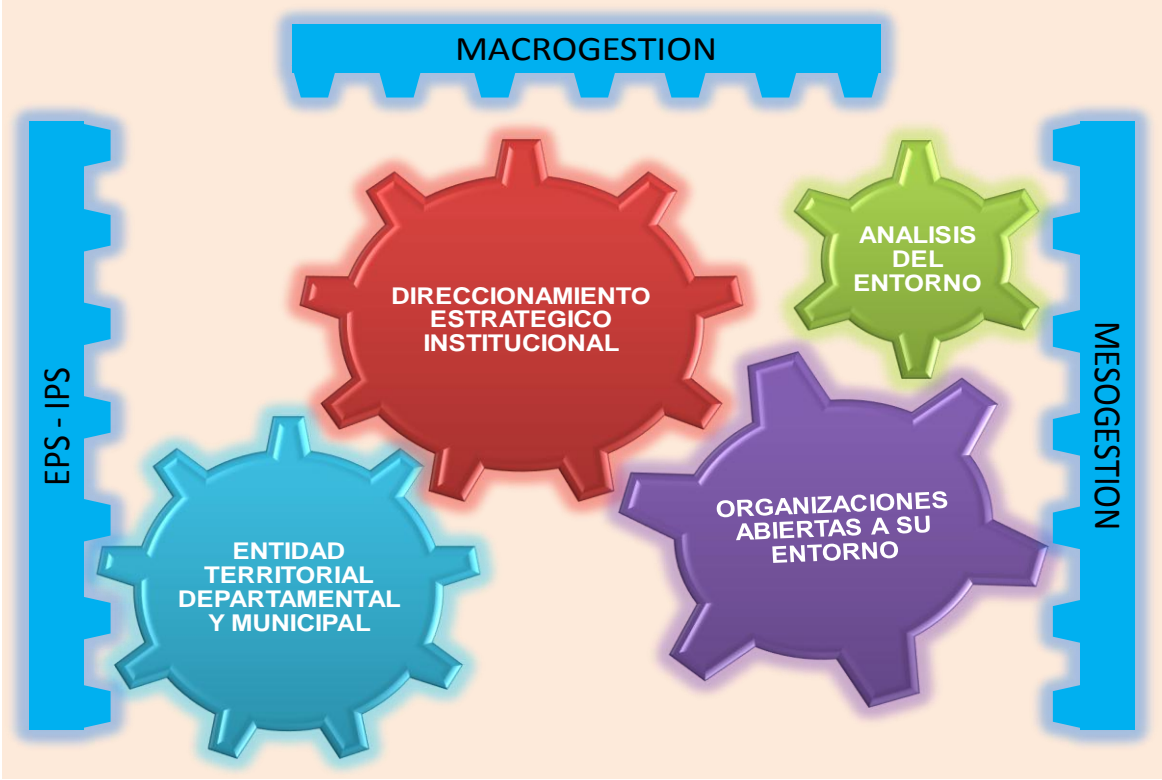 MACROGESTION
EPS - IPS
DIRECCIONAMIENTO
ESTRATEGICO
INSTITUCIONAL
ANALISIS
DEL
ENTORNO
MESOGESTION
ORGANIZACIONES
ABIERTAS A SU
ENTORNO
ENTIDAD
TERRITORIAL
DEPARTAMENTAL
Y MUNICIPAL